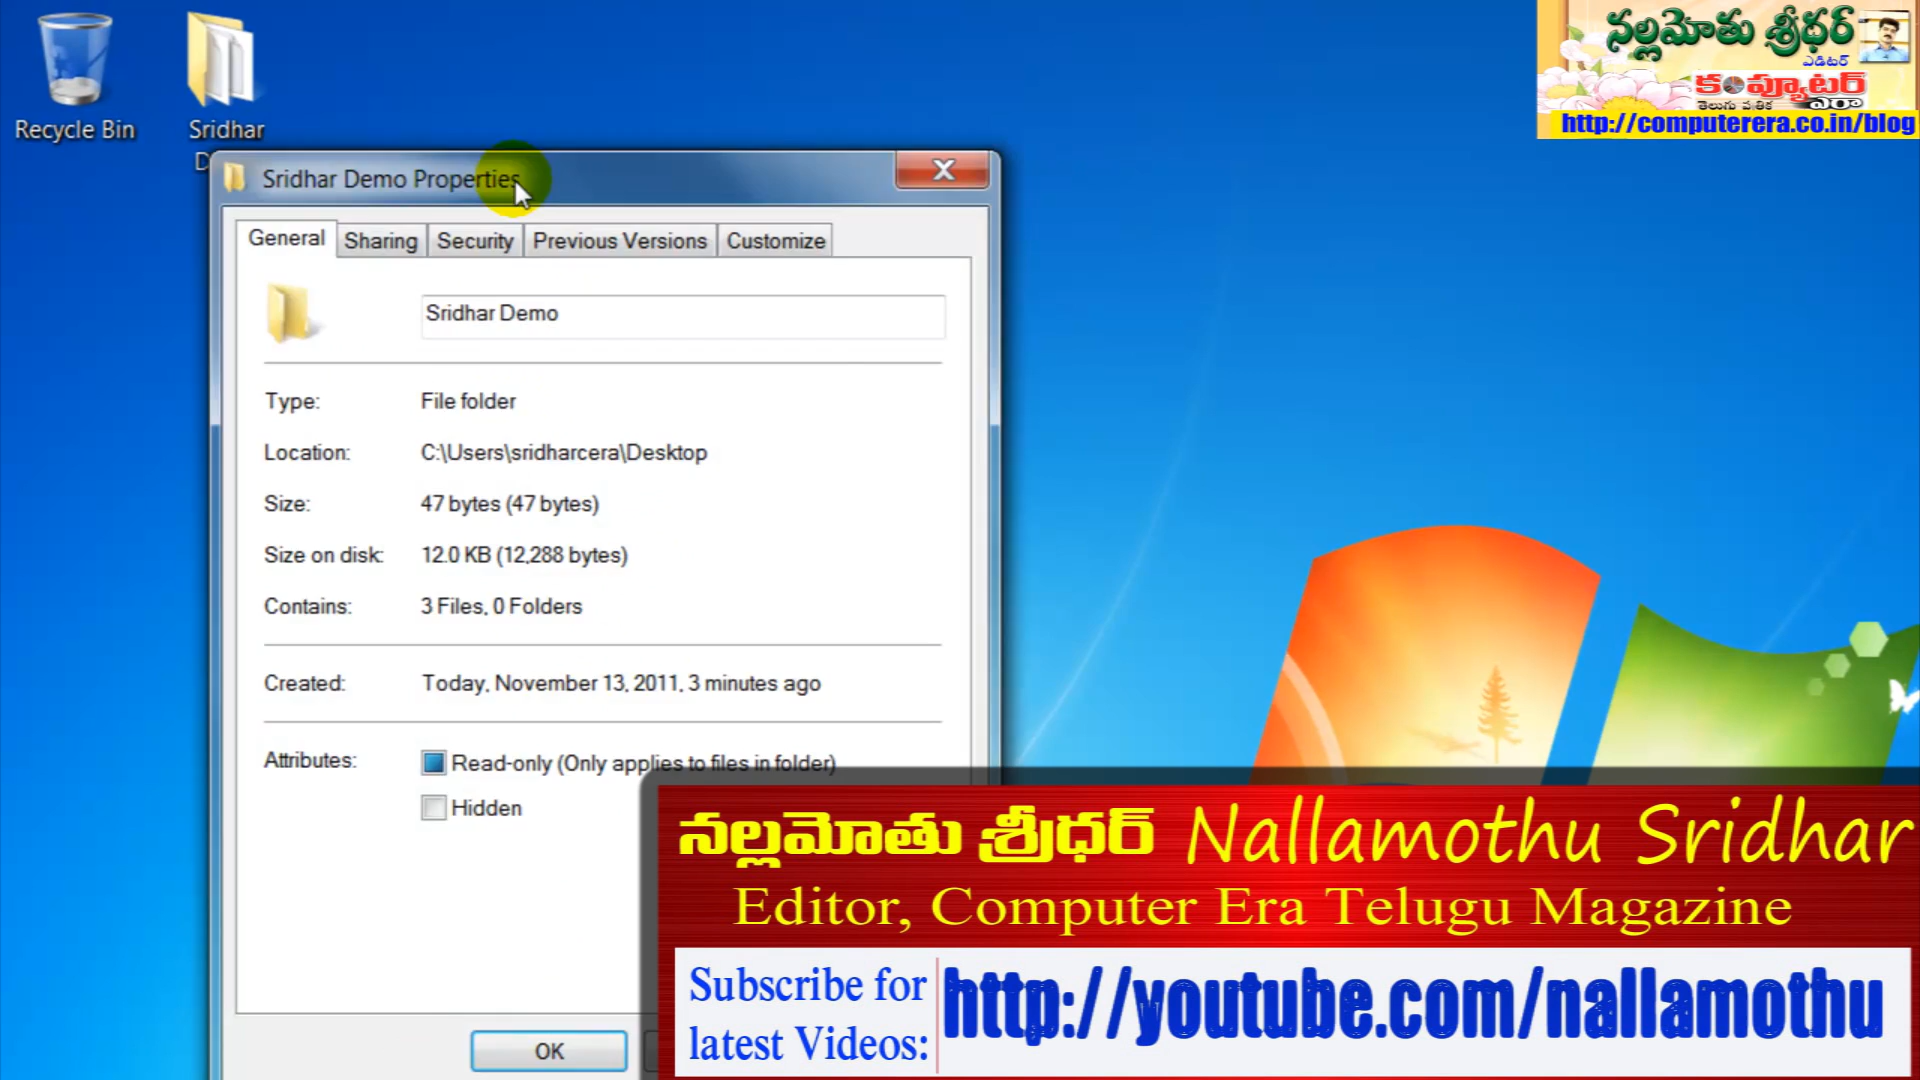 Recycle Bin
Sridhar
నల్లమోతు శ్రీధర్
ఎడిటర్
కంప్యూటర్
తెలుగు పత్రిక
ఎరా
http://computerera.co.in/blog
Sridhar Demo Properties
General Sharing Security Previous Versions Customize
Sridhar Demo
Type: File folder
Location: C:\Users\sridharcera\Desktop
Size: 47 bytes (47 bytes)
Size on disk: 12.0 KB (12,288 bytes)
Contains: 3 Files, 0 Folders
Created: Today, November 13, 2011, 3 minutes ago
Attributes: Read-only (Only applies to files in folder)
Hidden
OK
నల్లమోతు శ్రీధర్ Nallamothu Sridhar
Editor, Computer Era Telugu Magazine
Subscribe for
latest Videos:
http://youtube.com/nallamothu